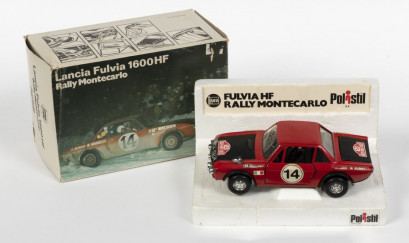 Lancia Fulvia 1600HF
Rally Montecarlo
14
FULVIA HF
RALLY MONTECARLO
Polistil
14
Polistil